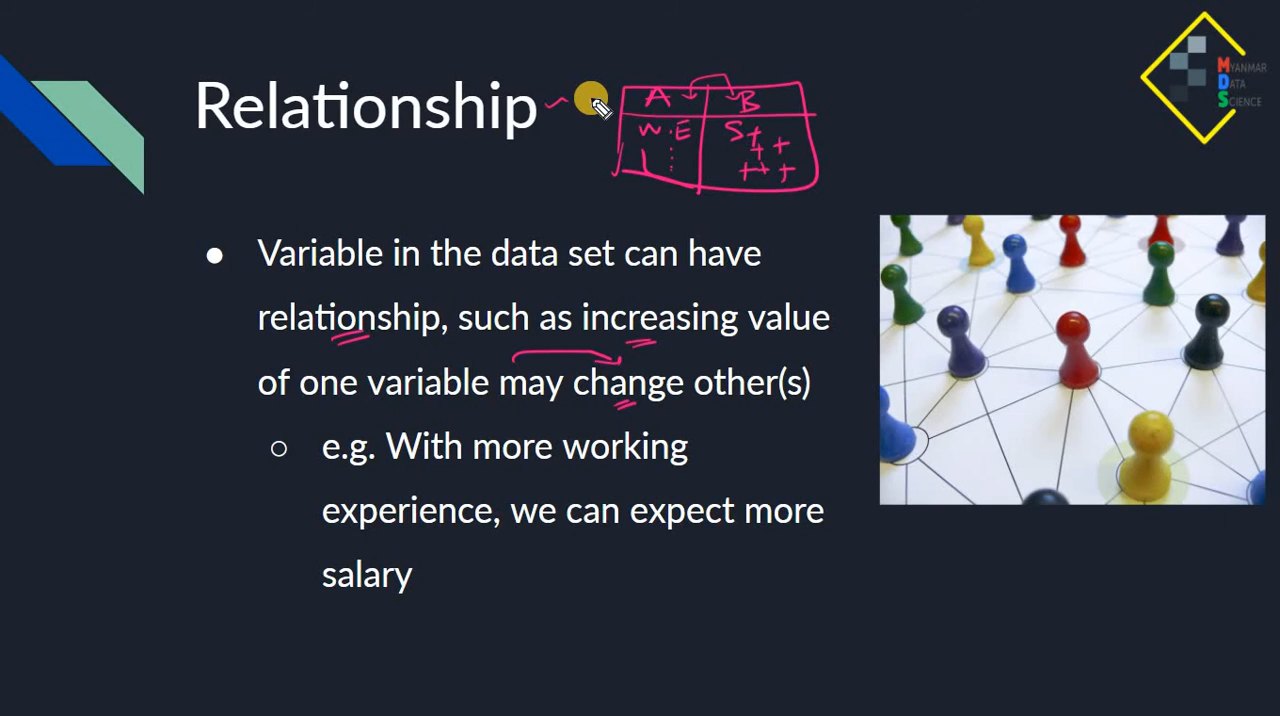 Relationship
A B
W.E S+
+ +
++ +
MYANMAR
DATA
SCIENCE
Variable in the data set can have
relationship, such as increasing value
of one variable may change other(s)
e.g. With more working
experience, we can expect more
salary